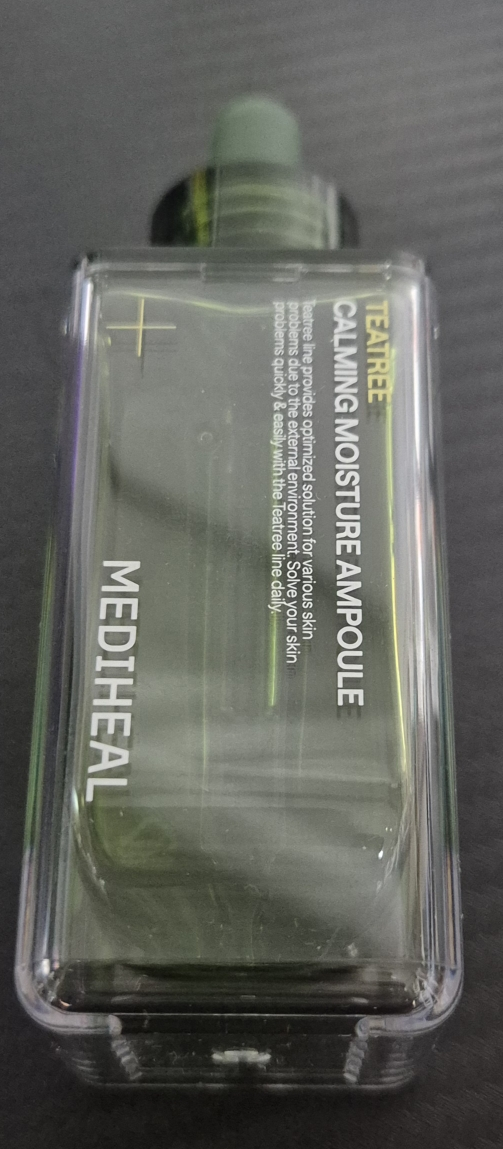 TEATREE
CALMING MOISTURE AMPOULE
Teatree line provides optimized solution for various skin
problems due to the external environment. Solve your skin
problems quickly & easily with the Teatree line daily.
MEDIHEAL